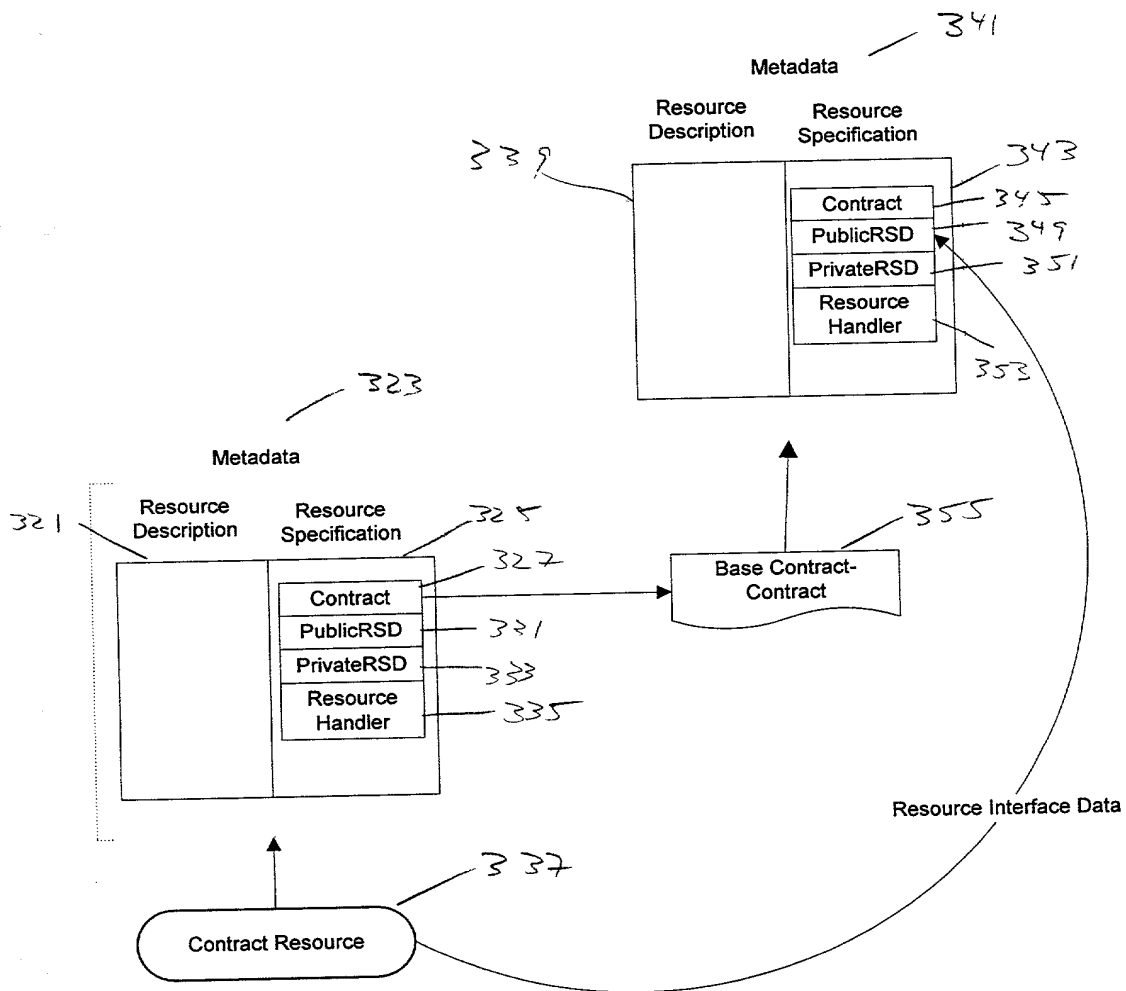 341
Metadata
Resource
Description
Resource
Specification
339
343
Contract
345
PublicRSD
349
PrivateRSD
351
Resource
Handler
353
323
Metadata
321
Resource
Description
Resource
Specification
325
327
Contract
PublicRSD
321
PrivateRSD
333
Resource
Handler
335
355
Base Contract-
Contract
Resource Interface Data
337
Contract Resource